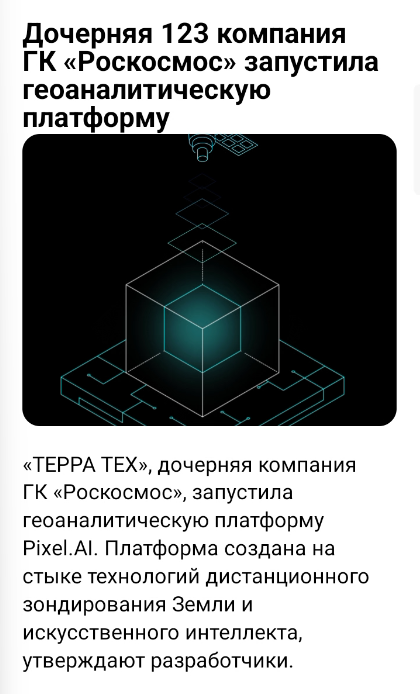 Дочерняя 123 компания
ГК «Роскосмос» запустила
геоаналитическую
платформу
«ТЕРРА ТЕХ», дочерняя компания
ГК «Роскосмос», запустила
геоаналитическую платформу
Pixel.AI. Платформа создана на
стыке технологий дистанционного
зондирования Земли и
искусственного интеллекта,
утверждают разработчики.